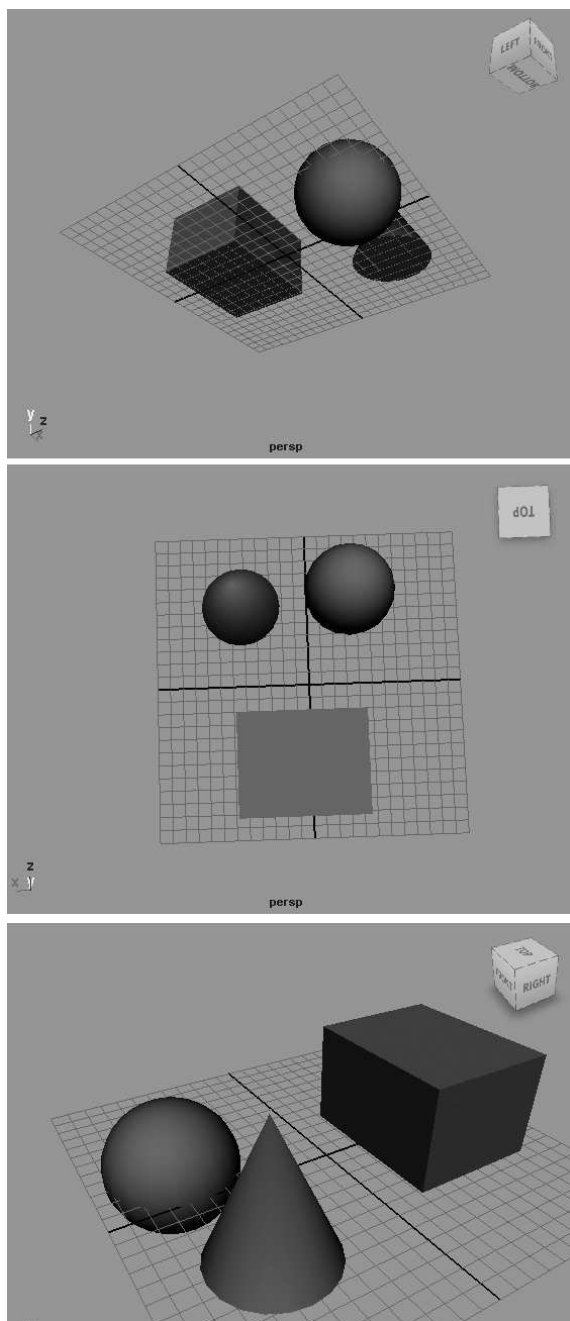 LEFT
FRONT
BOTTOM
y
z
x
persp
TOP
z
x y
persp
TOP
FRONT
RIGHT